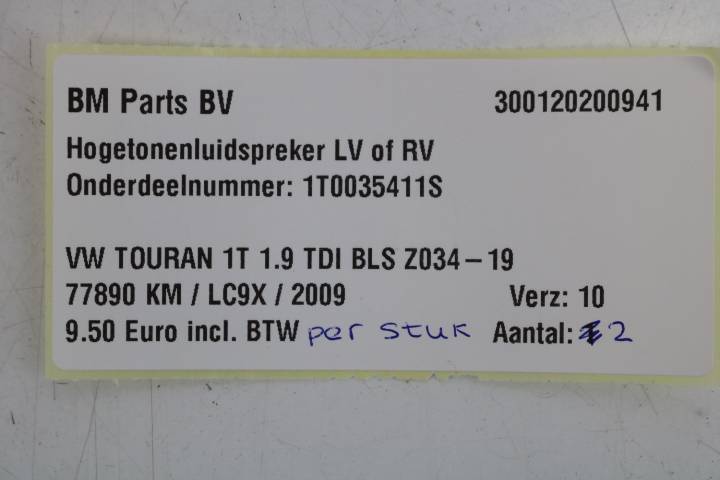 BM Parts BV 300120200941
Hogetonenluidspreker LV of RV
Onderdeelnummer: 1T0035411S
VW TOURAN 1T 1.9 TDI BLS Z034-19
77890 KM / LC9X / 2009 Verz: 10
9.50 Euro incl. BTW per stuk Aantal: 2